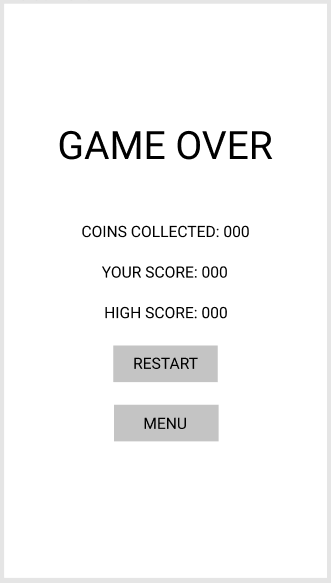 GAME OVER
COINS COLLECTED: 000
YOUR SCORE: 000
HIGH SCORE: 000
RESTART
MENU